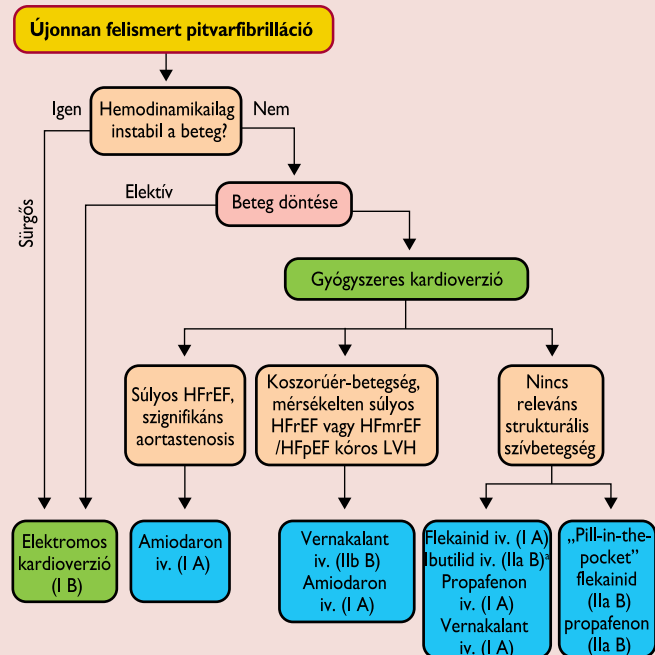 Újonnan felismert pitvarfibrilláció
Igen
Hemodinamikailag
instabil a beteg?
Nem
Sürgős
Elektív
Beteg döntése
Gyógyszeres kardioverzió
Súlyos HFrEF,
szignifikáns
aortastenosis
Koszorúér-betegség,
mérsékelten súlyos
HFrEF vagy HFmrEF
/HFpEF kóros LVH
Nincs
releváns
strukturális
szívbetegség
Elektromos
kardioverzió
(I B)
Amiodaron
iv. (I A)
Vernakalant
iv. (IIb B)
Amiodaron
iv. (I A)
Flekainid iv. (I A)
Ibutilid iv. (IIa B)ᵃ
Propafenon
iv. (I A)
Vernakalant
iv. (I A)
„Pill-in-the-
pocket”
flekainid
(IIa B)
propafenon
(IIa B)